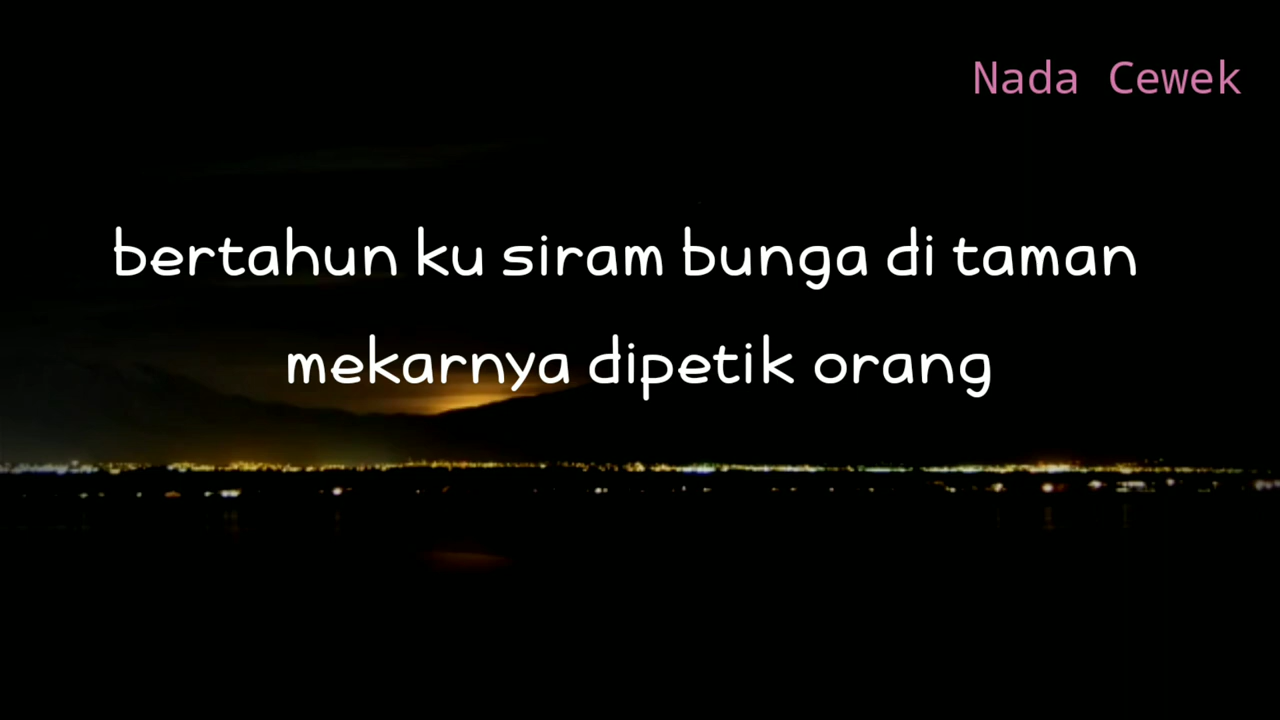 Nada Cewek
bertahun ku siram bunga di taman
mekarnya dipetik orang